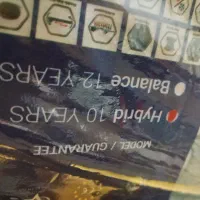 MODEL / GUARANTEE
Hybrid 10 YEARS
Balance 12 YEARS